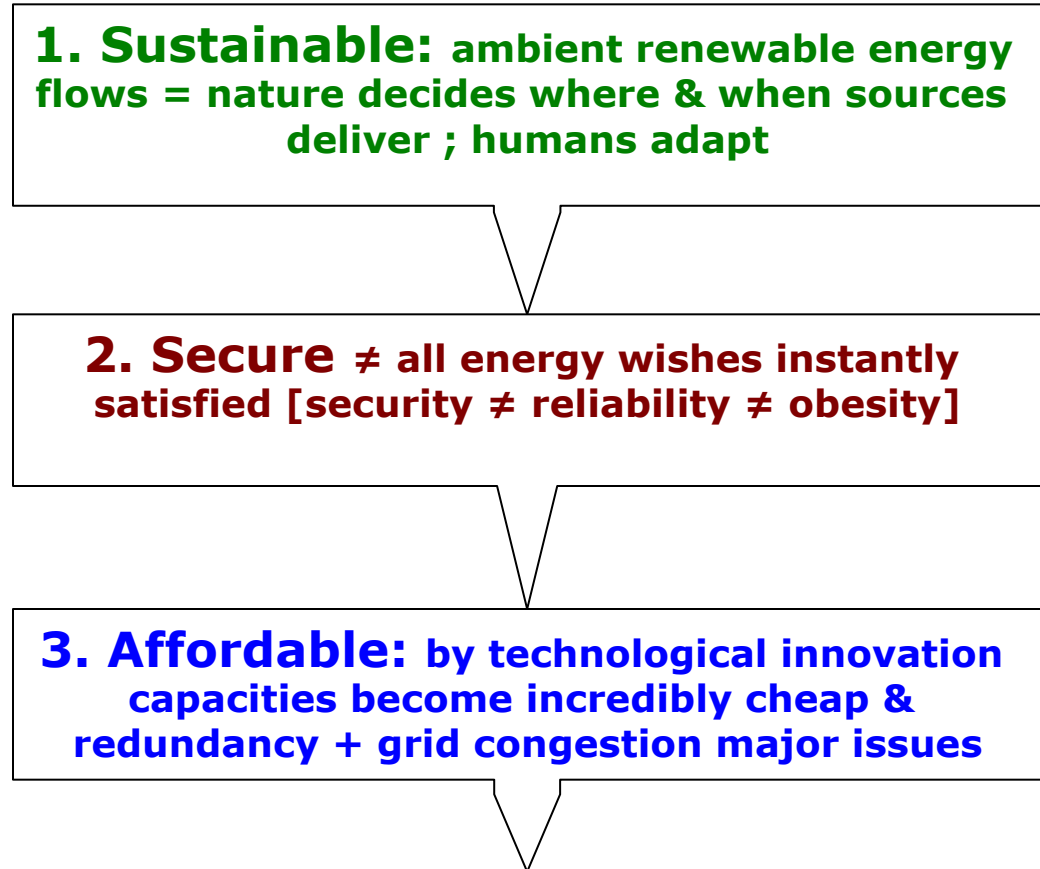 1. Sustainable: ambient renewable energy
flows = nature decides where & when sources
deliver ; humans adapt
2. Secure ≠ all energy wishes instantly
satisfied [security ≠ reliability ≠ obesity]
3. Affordable: by technological innovation
capacities become incredibly cheap &
redundancy + grid congestion major issues